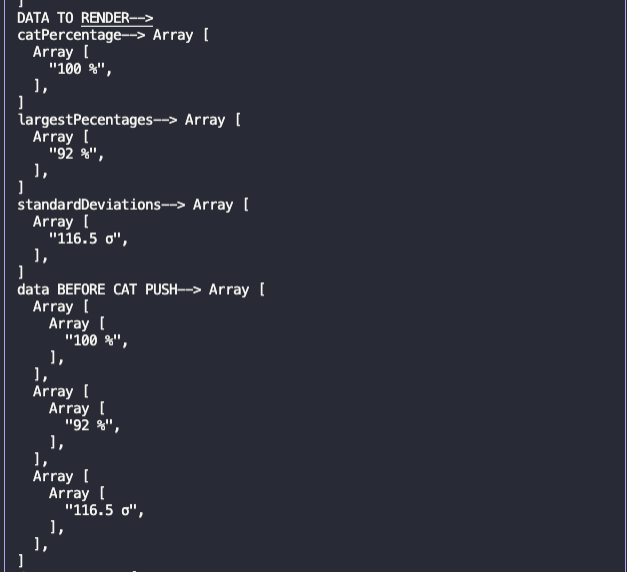 ]
DATA TO RENDER-->
catPercentage--> Array [
  Array [
    "100 %",
  ],
]
largestPecentages--> Array [
  Array [
    "92 %",
  ],
]
standardDeviations--> Array [
  Array [
    "116.5 σ",
  ],
]
data BEFORE CAT PUSH--> Array [
  Array [
    Array [
      "100 %",
    ],
  ],
  Array [
    Array [
      "92 %",
    ],
  ],
  Array [
    Array [
      "116.5 σ",
    ],
  ],
]